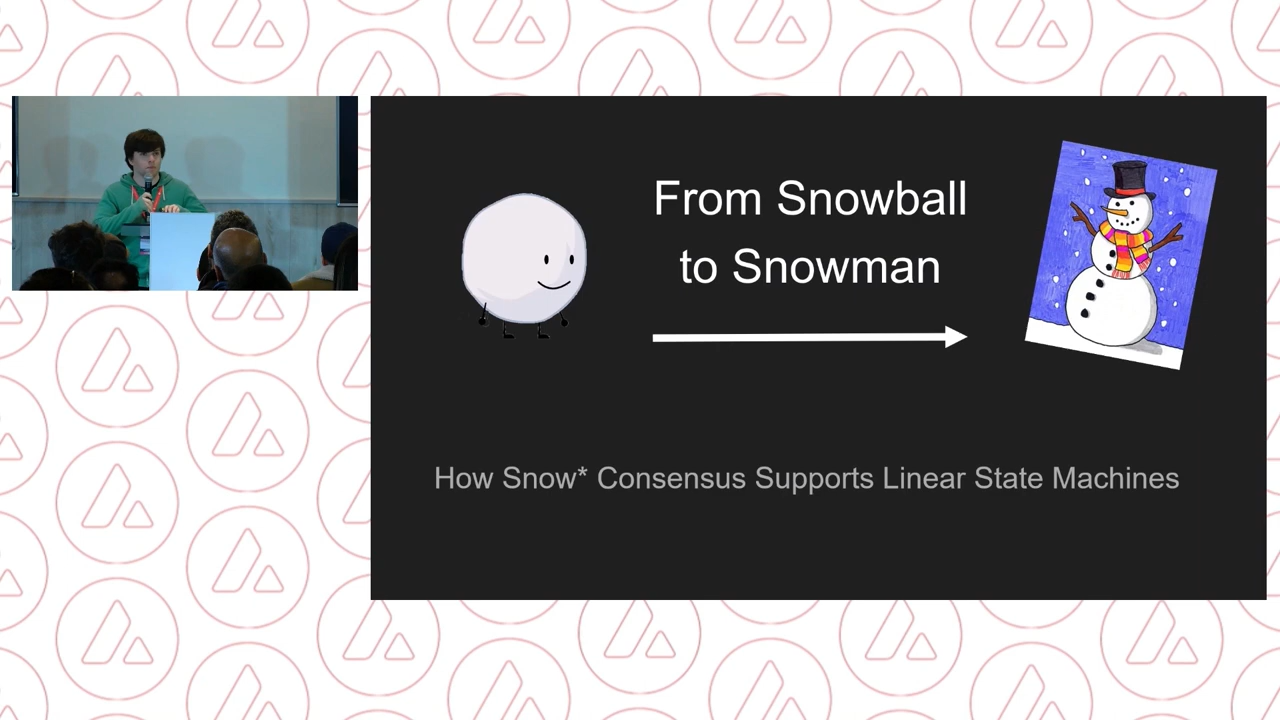 From Snowball
to Snowman
How Snow* Consensus Supports Linear State Machines